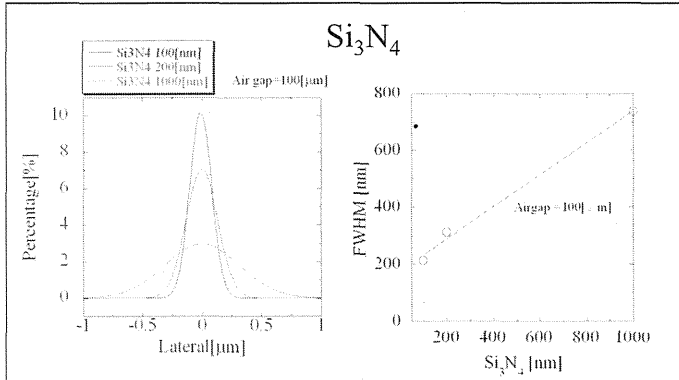 Si₃N₄
Si3N4 100[nm]
Si3N4 200[nm]
Si3N4 1000[nm]
Air gap=100[μm]
10
8
6
4
2
0
Percentage[%]
-1
-0.5
0
0.5
1
Lateral[μm]
800
600
400
200
0
FWHM [nm]
Airgap=100[ m]
200
400
600
800
1000
Si₃N₄ [nm]